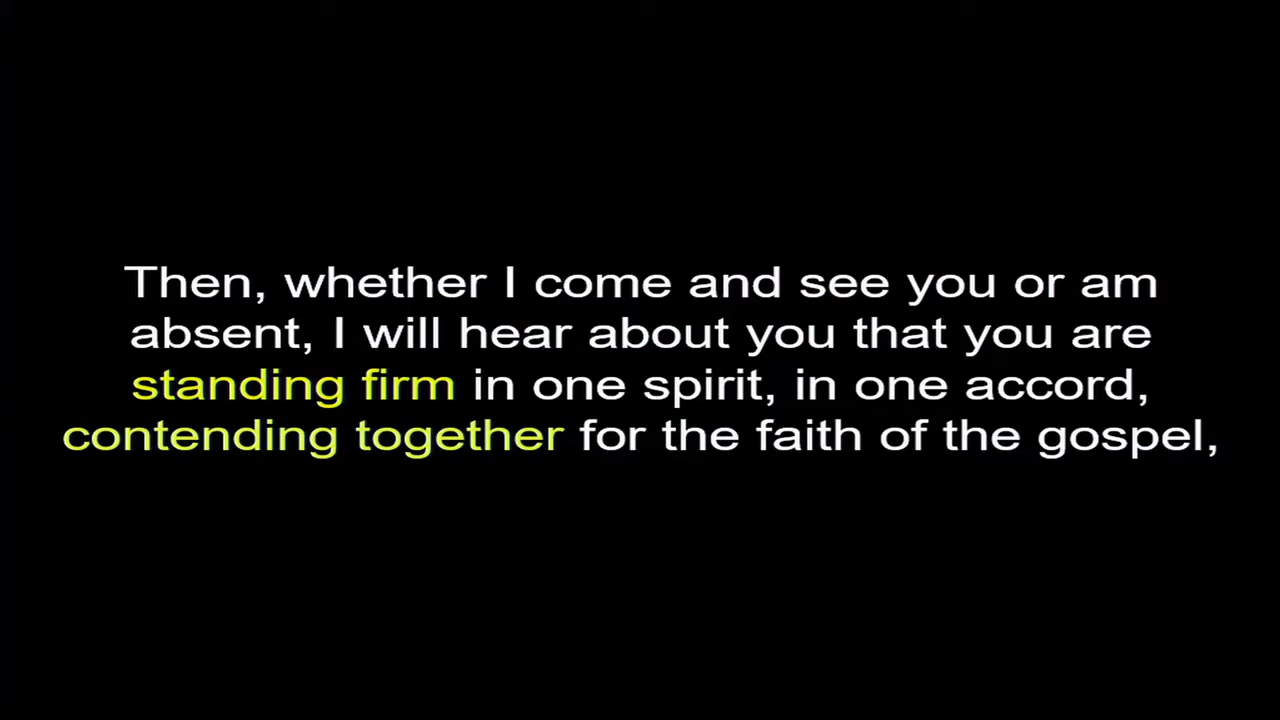 Then, whether I come and see you or am
absent, I will hear about you that you are
standing firm in one spirit, in one accord,
contending together for the faith of the gospel,